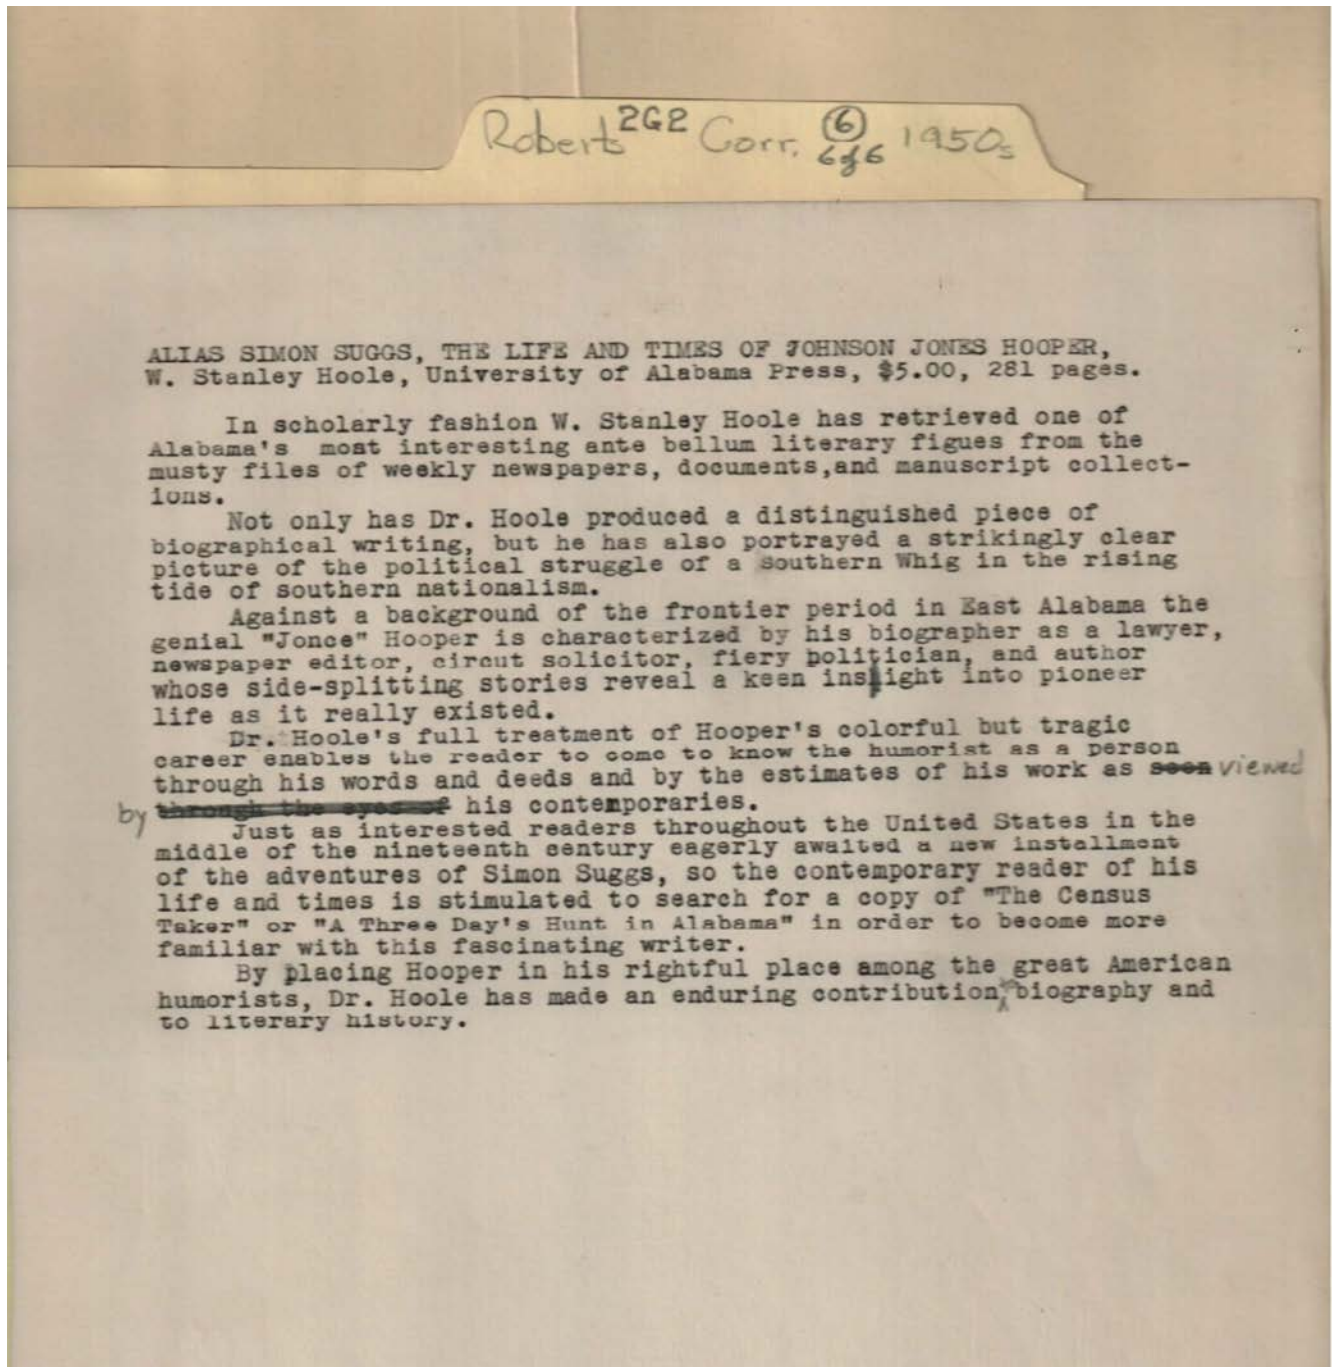 Roberts 2G2 Corr. 6 1950s
6 of 6
ALIAS SIMON SUGGS, THE LIFE AND TIMES OF JOHNSON JONES HOOPER,
W. Stanley Hoole, University of Alabama Press, $5.00, 281 pages.
In scholarly fashion W. Stanley Hoole has retrieved one of
Alabama's most interesting ante bellum literary figues from the
musty files of weekly newspapers, documents,and manuscript collect-
ions.
Not only has Dr. Hoole produced a distinguished piece of
biographical writing, but he has also portrayed a strikingly clear
picture of the political struggle of a southern Whig in the rising
tide of southern nationalism.
Against a background of the frontier period in East Alabama the
genial "Jonce" Hooper is characterized by his biographer as a lawyer,
newspaper editor, circut solicitor, fiery politician, and author
whose side-splitting stories reveal a keen insight into pioneer
life as it really existed.
Dr. Hoole's full treatment of Hooper's colorful but tragic
career enables the reader to come to know the humorist as a person
through his words and deeds and by the estimates of his work as seen viewed
by through the eyes of his contemporaries.
Just as interested readers throughout the United States in the
middle of the nineteenth century eagerly awaited a new installment
of the adventures of Simon Suggs, so the contemporary reader of his
life and times is stimulated to search for a copy of "The Census
Taker" or "A Three Day's Hunt in Alabama" in order to become more
familiar with this fascinating writer.
By placing Hooper in his rightful place among the great American
humorists, Dr. Hoole has made an enduring contribution biography and
to literary history.